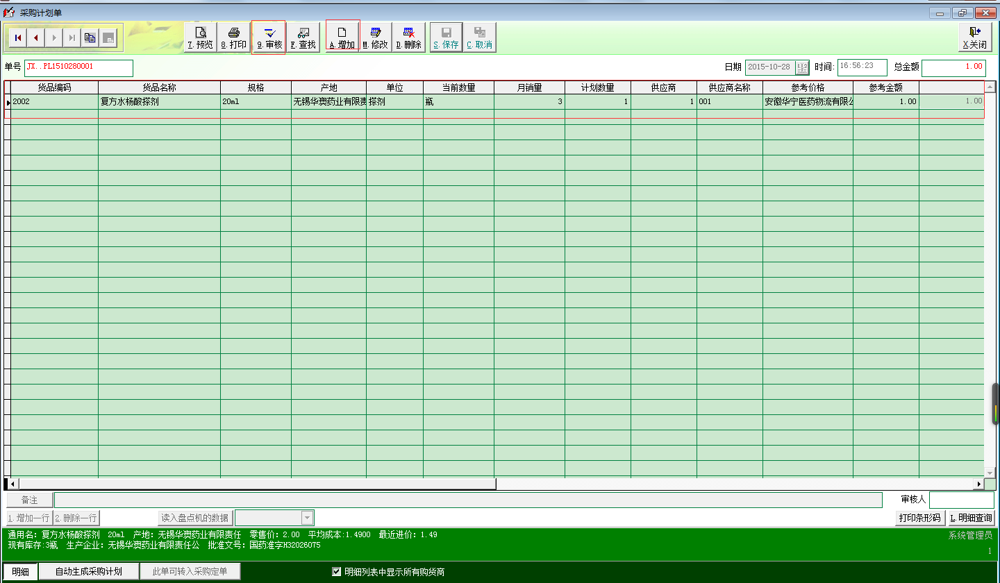 采购计划单
7.预览 8.打印 9.审核 F.查找 A.增加 M.修改 D.删除 S.保存 C.取消 X.关闭
单号 JX..PL1510280001 日期 2015-10-28 时间: 16:56:23 总金额 1.00
货品编码 货品名称 规格 产地 单位 当前数量 月销量 计划数量 供应商 供应商名称 参考价格 参考金额
2002 复方水杨酸搽剂 20ml 无锡华澳药业有限责 搽剂 瓶 3 1 1 001 安徽华宁医药物流有限公 1.00 1.00
备注 审核人
1.增加一行 2.删除一行 读入盘点机的数据 打印条形码 L.明细查询
通用名: 复方水杨酸搽剂 20ml 产地: 无锡华澳药业有限责任 零售价: 2.00 平均成本:1.4900 最近进价: 1.49 系统管理员
现有库存:3瓶 生产企业: 无锡华澳药业有限责任公 批准文号: 国药准字H32026075
1
明细 自动生成采购计划 此单可转入采购定单 明细列表中显示所有购货商